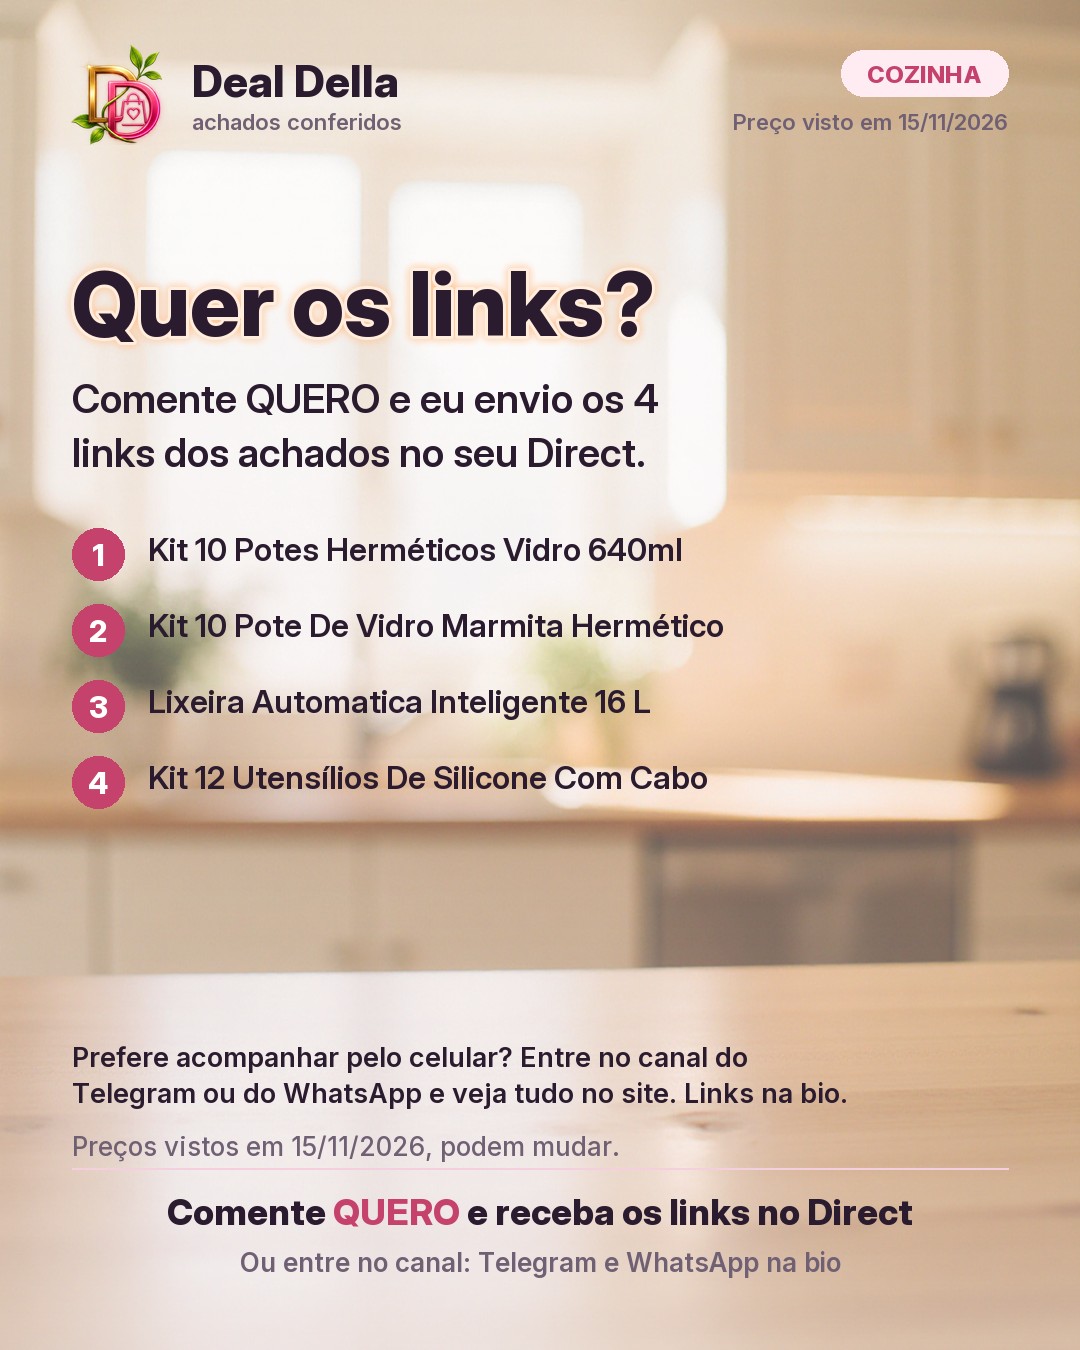 Deal Della
achados conferidos
COZINHA
Preço visto em 15/11/2026
Quer os links?
Comente QUERO e eu envio os 4
links dos achados no seu Direct.
1 Kit 10 Potes Herméticos Vidro 640ml
2 Kit 10 Pote De Vidro Marmita Hermético
3 Lixeira Automatica Inteligente 16 L
4 Kit 12 Utensílios De Silicone Com Cabo
Prefere acompanhar pelo celular? Entre no canal do
Telegram ou do WhatsApp e veja tudo no site. Links na bio.
Preços vistos em 15/11/2026, podem mudar.
Comente QUERO e receba os links no Direct
Ou entre no canal: Telegram e WhatsApp na bio